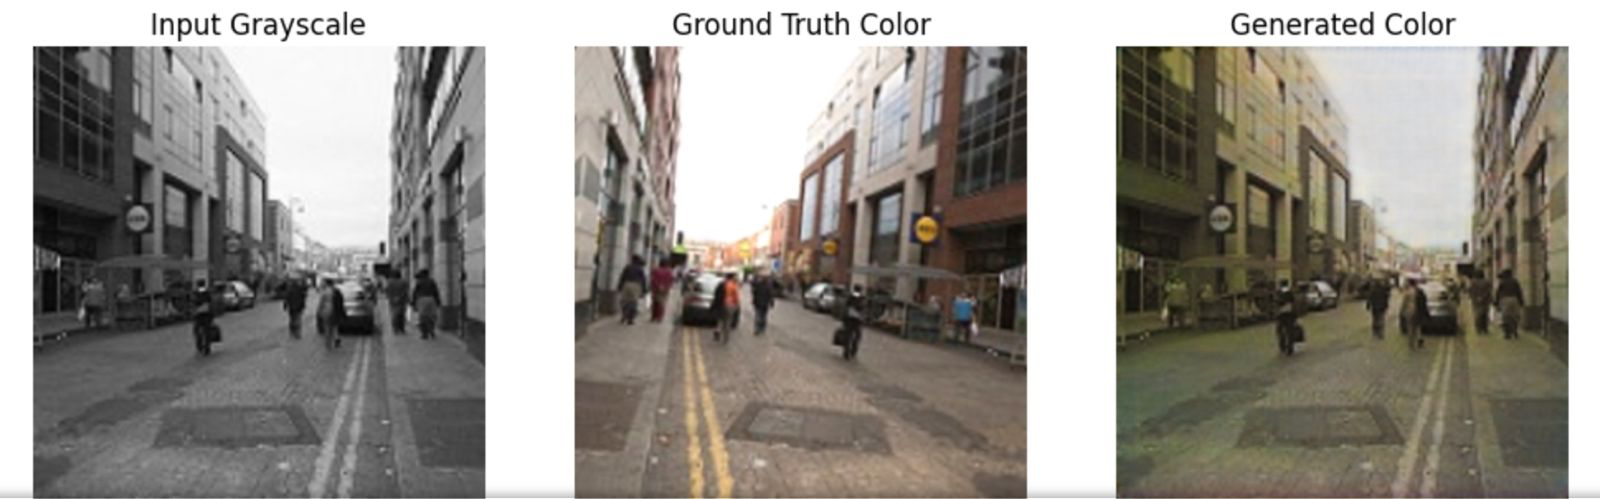 Input Grayscale
Ground Truth Color
Generated Color